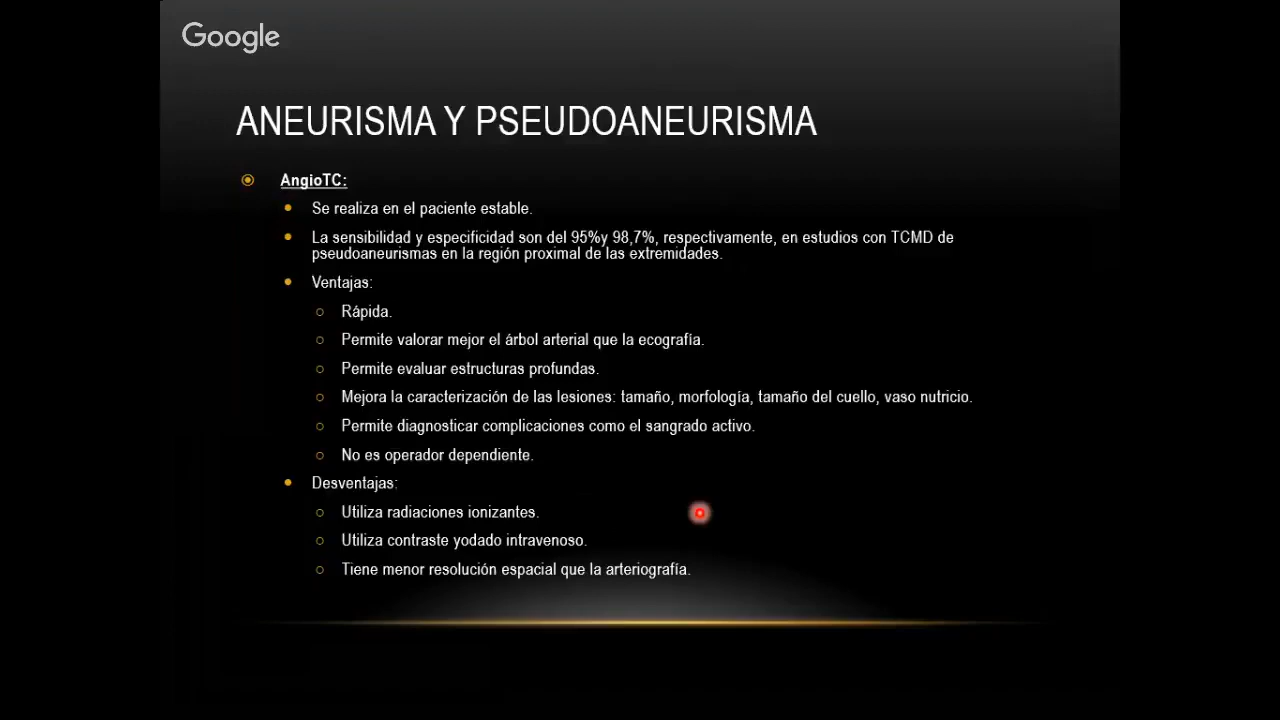 Google
ANEURISMA Y PSEUDOANEURISMA
AngioTC:
Se realiza en el paciente estable.
La sensibilidad y especificidad son del 95%y 98,7%, respectivamente, en estudios con TCMD de
pseudoaneurismas en la región proximal de las extremidades.
Ventajas:
Rápida.
Permite valorar mejor el árbol arterial que la ecografía.
Permite evaluar estructuras profundas.
Mejora la caracterización de las lesiones: tamaño, morfología, tamaño del cuello, vaso nutricio.
Permite diagnosticar complicaciones como el sangrado activo.
No es operador dependiente.
Desventajas:
Utiliza radiaciones ionizantes.
Utiliza contraste yodado intravenoso.
Tiene menor resolución espacial que la arteriografía.